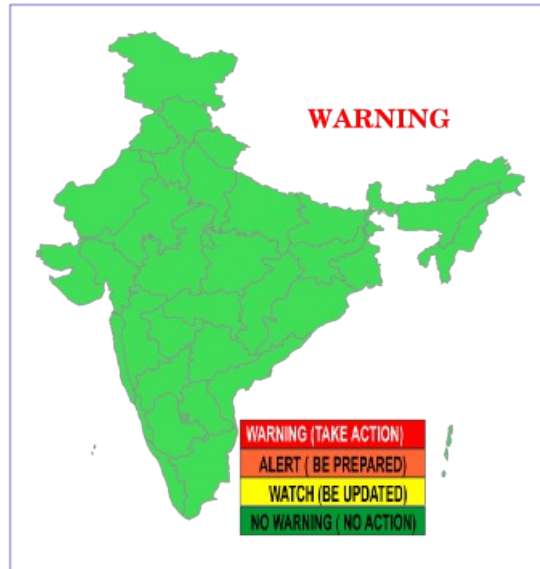 WARNING
WARNING (TAKE ACTION)
ALERT ( BE PREPARED)
WATCH (BE UPDATED)
NO WARNING ( NO ACTION)